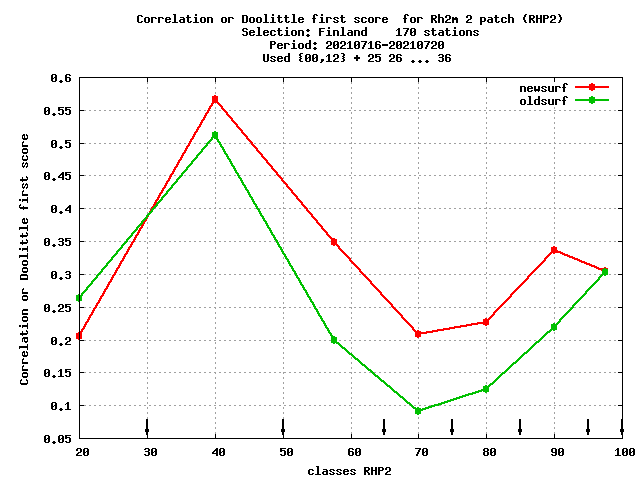 Correlation or Doolittle first score  for Rh2m 2 patch (RHP2)
Selection: Finland    170 stations
Period: 20210716-20210720
Used {00,12} + 25 26 ... 36
newsurf
oldsurf
Correlation or Doolittle first score
0.6
0.55
0.5
0.45
0.4
0.35
0.3
0.25
0.2
0.15
0.1
0.05
20 30 40 50 60 70 80 90 100
classes RHP2